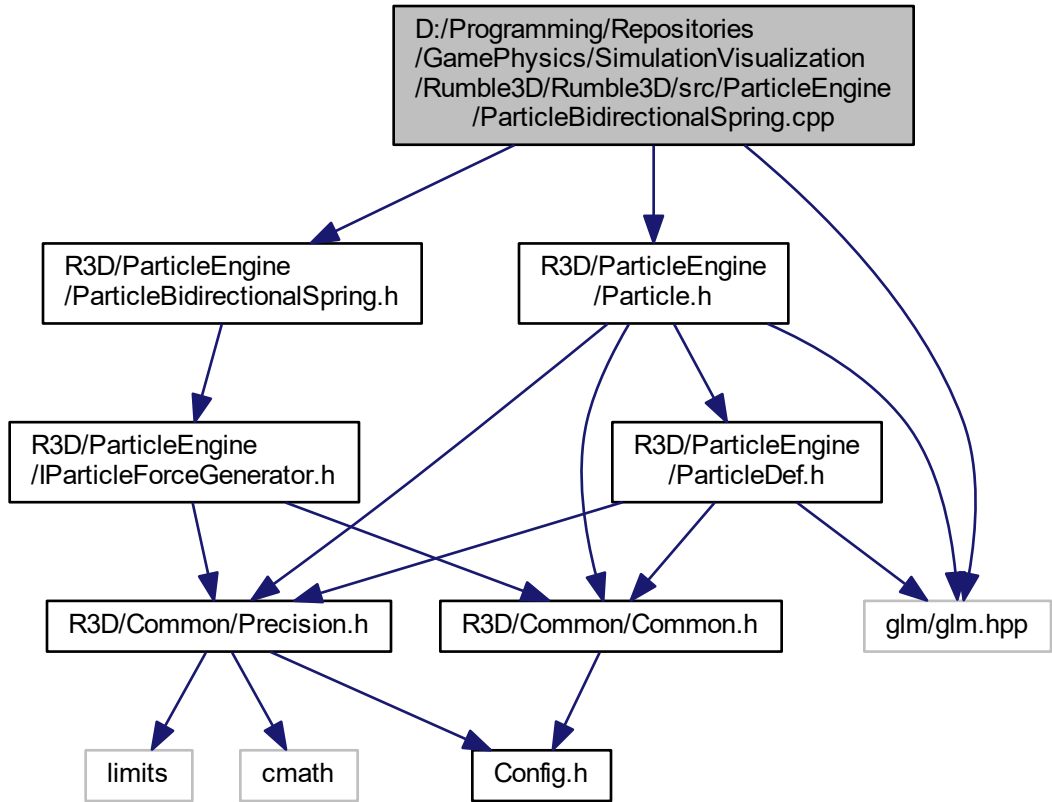 D:/Programming/Repositories
/GamePhysics/SimulationVisualization
/Rumble3D/Rumble3D/src/ParticleEngine
/ParticleBidirectionalSpring.cpp
R3D/ParticleEngine
/ParticleBidirectionalSpring.h
R3D/ParticleEngine
/Particle.h
R3D/ParticleEngine
/IParticleForceGenerator.h
R3D/ParticleEngine
/ParticleDef.h
R3D/Common/Precision.h
R3D/Common/Common.h
glm/glm.hpp
limits
cmath
Config.h